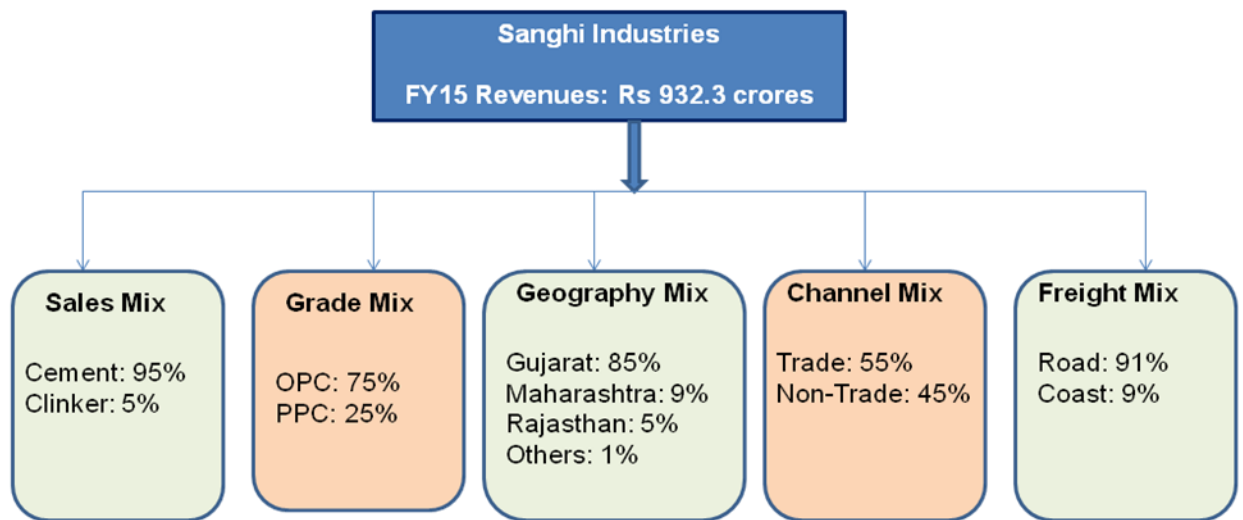 Sanghi Industries
FY15 Revenues: Rs 932.3 crores
Sales Mix
Cement: 95%
Clinker: 5%
Grade Mix
OPC: 75%
PPC: 25%
Geography Mix
Gujarat: 85%
Maharashtra: 9%
Rajasthan: 5%
Others: 1%
Channel Mix
Trade: 55%
Non-Trade: 45%
Freight Mix
Road: 91%
Coast: 9%